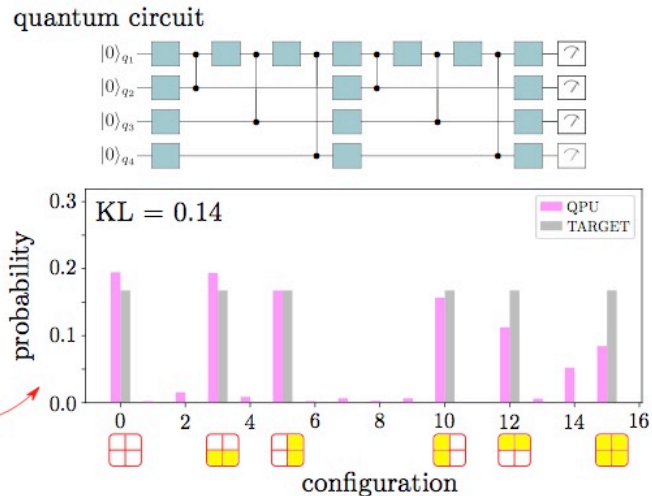 quantum circuit
|0⟩q₁
|0⟩q₂
|0⟩q₃
|0⟩q₄
KL = 0.14
QPU
TARGET
probability
0.3
0.2
0.1
0.0
0 2 4 6 8 10 12 14 16
configuration